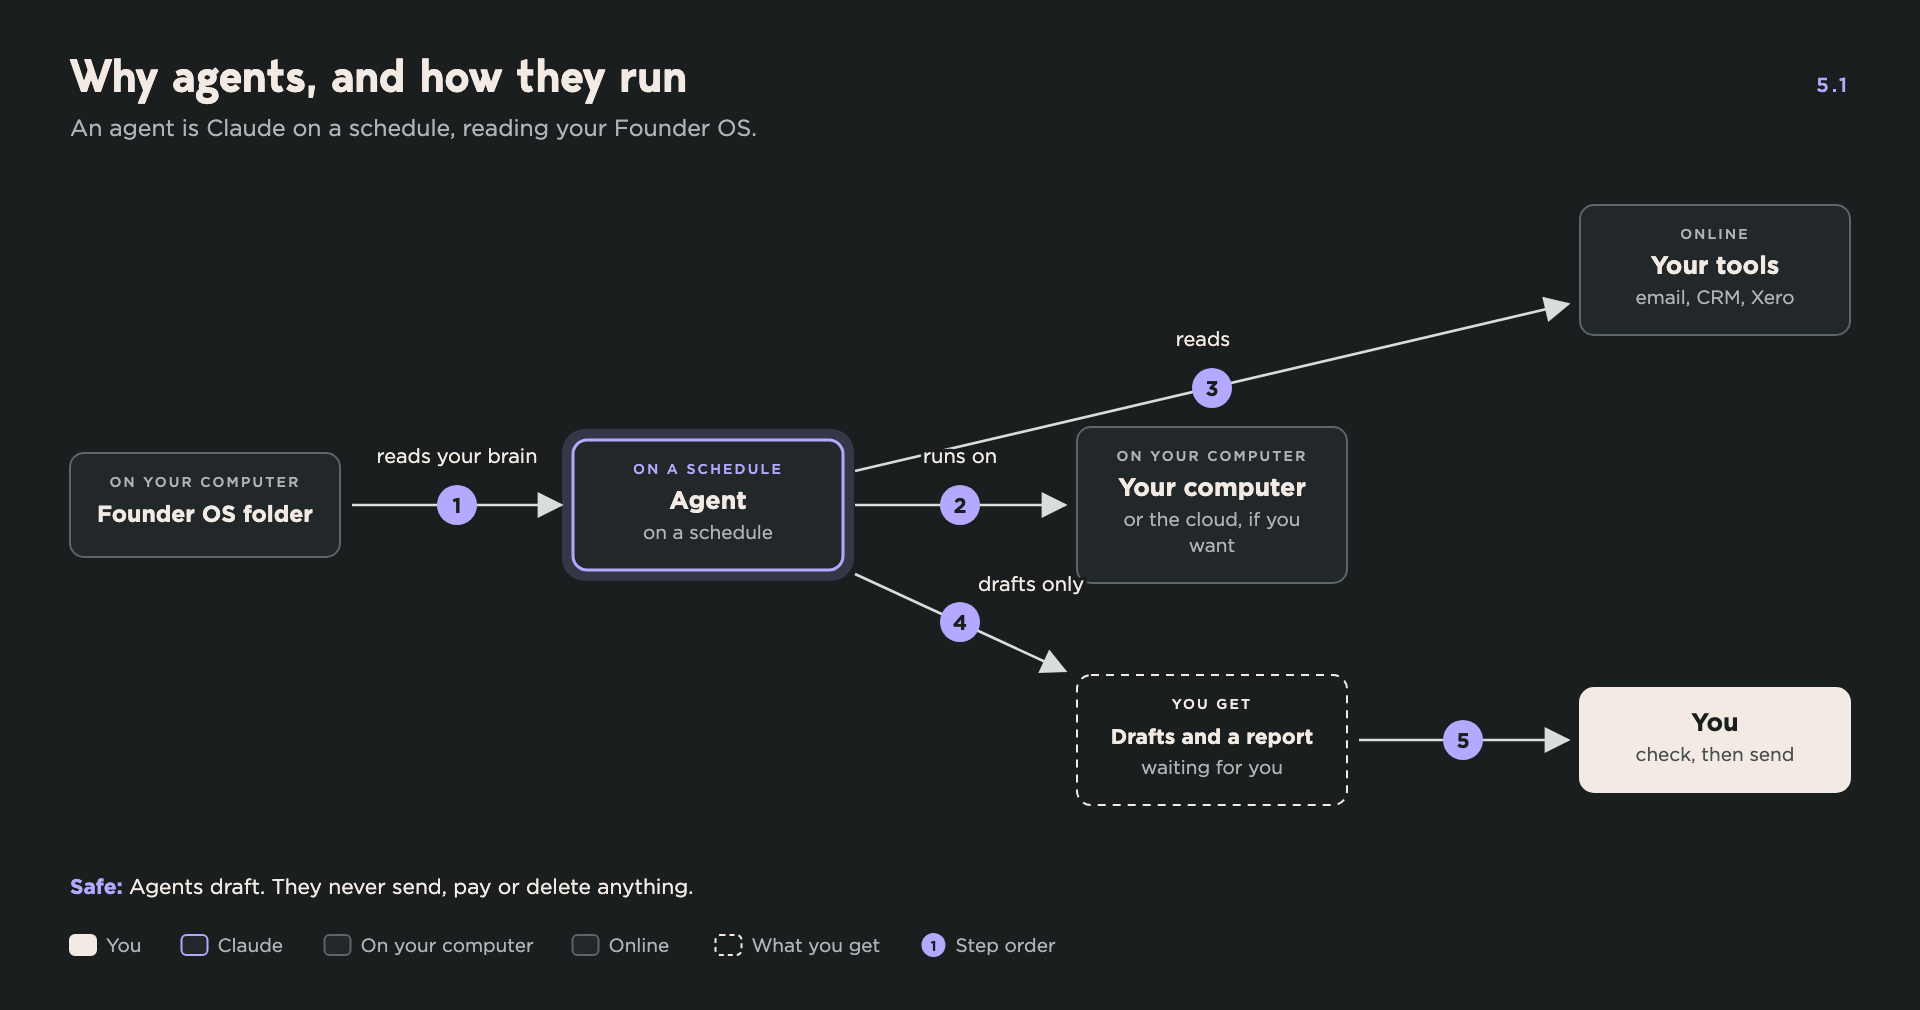 Why agents, and how they run
5.1
An agent is Claude on a schedule, reading your Founder OS.
ONLINE
Your tools
email, CRM, Xero
reads
3
ON YOUR COMPUTER
Founder OS folder
reads your brain
1
ON A SCHEDULE
Agent
on a schedule
runs on
2
ON YOUR COMPUTER
Your computer
or the cloud, if you
want
drafts only
4
YOU GET
Drafts and a report
waiting for you
5
You
check, then send
Safe: Agents draft. They never send, pay or delete anything.
You
Claude
On your computer
Online
What you get
1
Step order